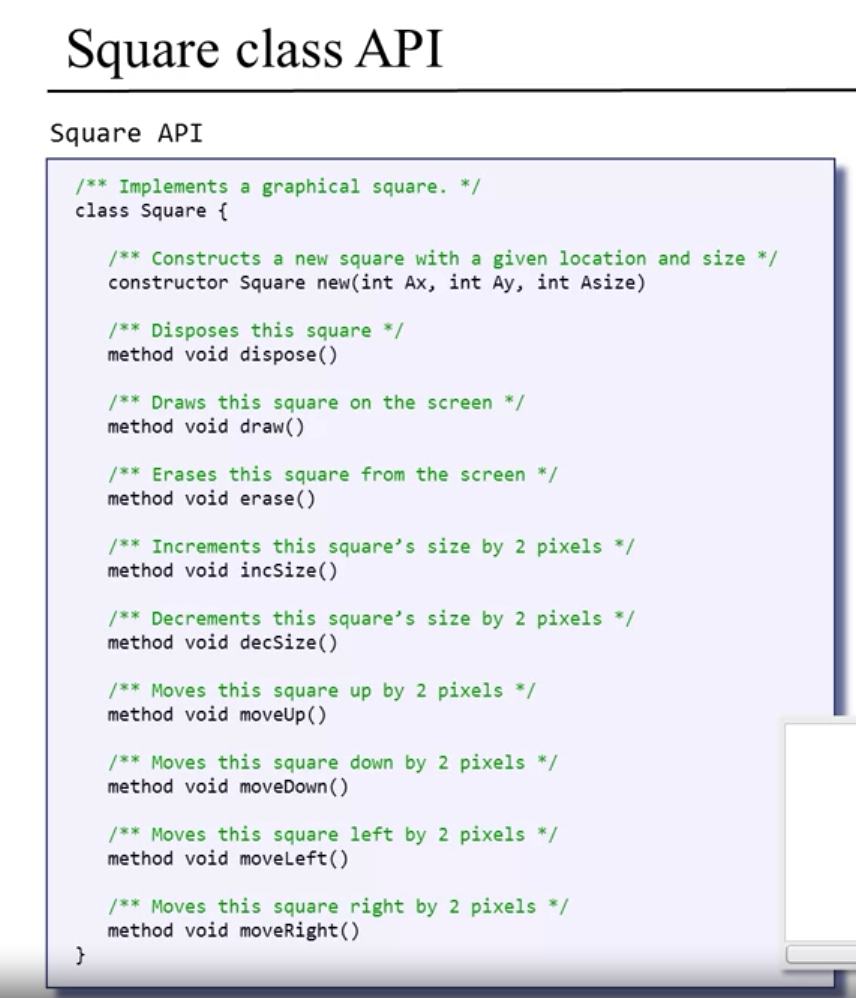 Square class API
Square API
/** Implements a graphical square. */
class Square {
/** Constructs a new square with a given location and size */
constructor Square new(int Ax, int Ay, int Asize)
/** Disposes this square */
method void dispose()
/** Draws this square on the screen */
method void draw()
/** Erases this square from the screen */
method void erase()
/** Increments this square’s size by 2 pixels */
method void incSize()
/** Decrements this square’s size by 2 pixels */
method void decSize()
/** Moves this square up by 2 pixels */
method void moveUp()
/** Moves this square down by 2 pixels */
method void moveDown()
/** Moves this square left by 2 pixels */
method void moveLeft()
/** Moves this square right by 2 pixels */
method void moveRight()
}